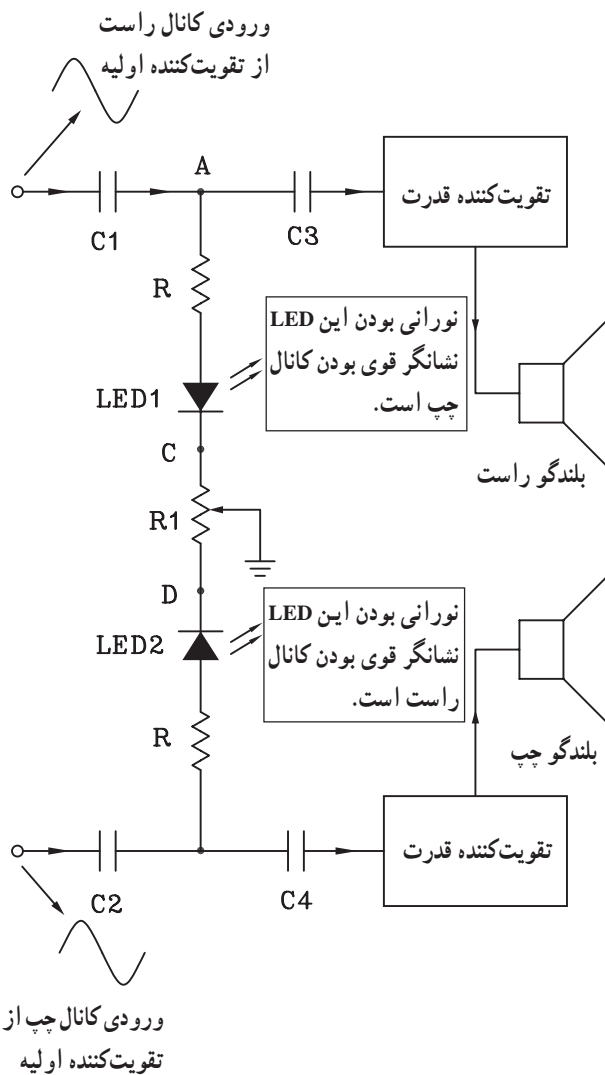 ورودی کانال راست
از تقویت‌کننده اولیه
A
C1
C3
تقویت‌کننده قدرت
R
نورانی بودن این LED
نشانگر قوی بودن کانال
چپ است.
LED1
C
بلندگو راست
R1
D
نورانی بودن این LED
نشانگر قوی بودن کانال
راست است.
LED2
R
بلندگو چپ
تقویت‌کننده قدرت
C2
C4
ورودی کانال چپ از
تقویت‌کننده اولیه